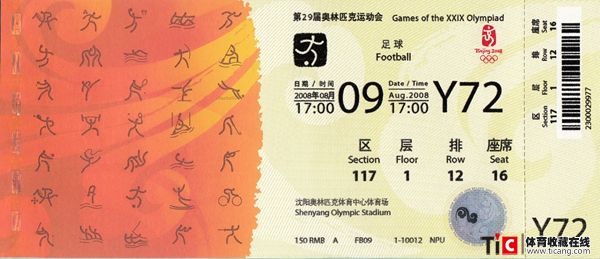 第29届奥林匹克运动会 Games of the XXIX Olympiad
足球
Football
Beijing 2008
日期 / 时间
2008年08月
17:00
09
Date / Time
Aug.2008
17:00
Y72
区 层 排 座席
Section Floor Row Seat
117 1 12 16
沈阳奥林匹克体育中心体育场
Shenyang Olympic Stadium
150 RMB A FB09 1-10012 NPU
座席 Seat 16
排 Row 12
层 Floor 1
区 Section 117
2300029977
Y72
TiC 体育收藏在线
www.ticang.com